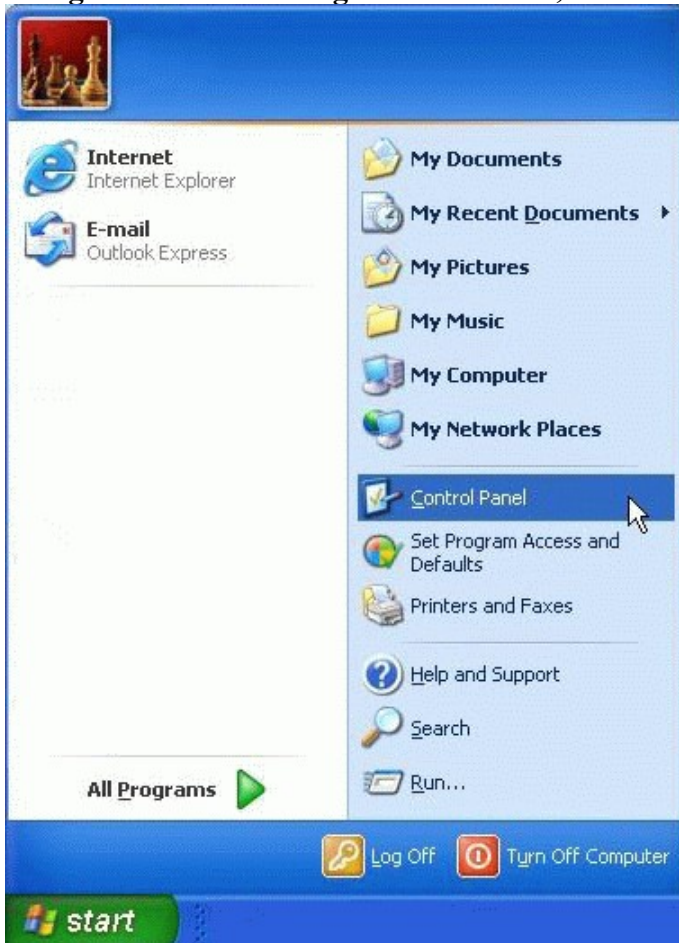 Internet
Internet Explorer
E-mail
Outlook Express
All Programs
My Documents
My Recent Documents
My Pictures
My Music
My Computer
My Network Places
Control Panel
Set Program Access and
Defaults
Printers and Faxes
Help and Support
Search
Run...
Log Off
Turn Off Computer
start